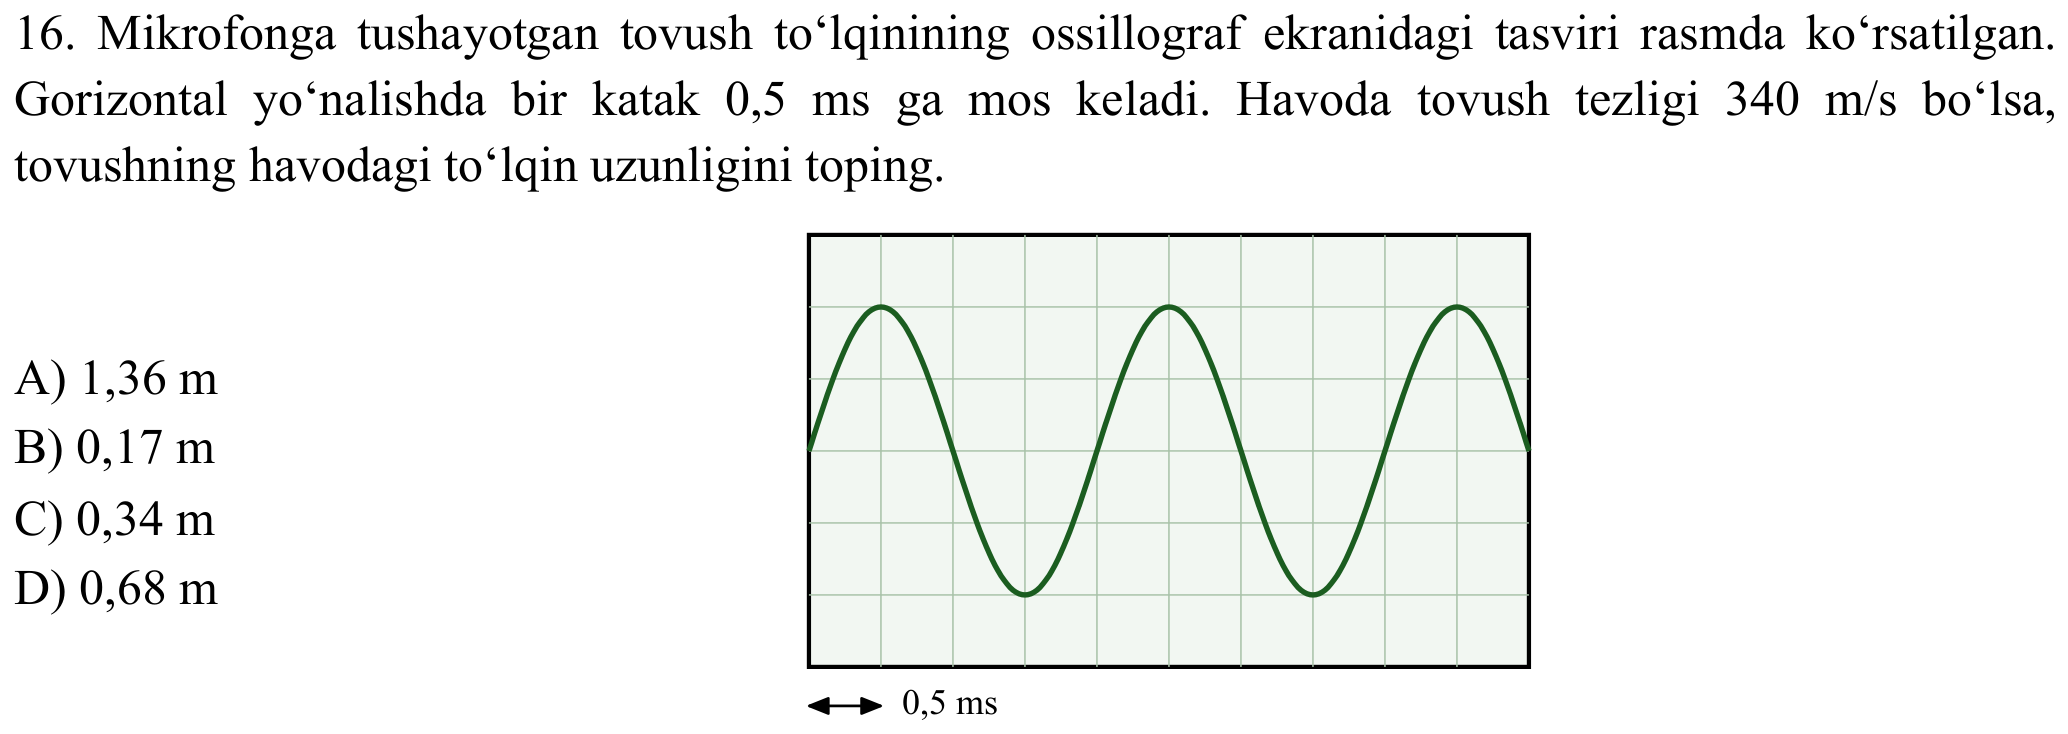 16. Mikrofonga tushayotgan tovush to‘lqinining ossillograf ekranidagi tasviri rasmda ko‘rsatilgan.
Gorizontal yo‘nalishda bir katak 0,5 ms ga mos keladi. Havoda tovush tezligi 340 m/s bo‘lsa,
tovushning havodagi to‘lqin uzunligini toping.
A) 1,36 m
B) 0,17 m
C) 0,34 m
D) 0,68 m
0,5 ms